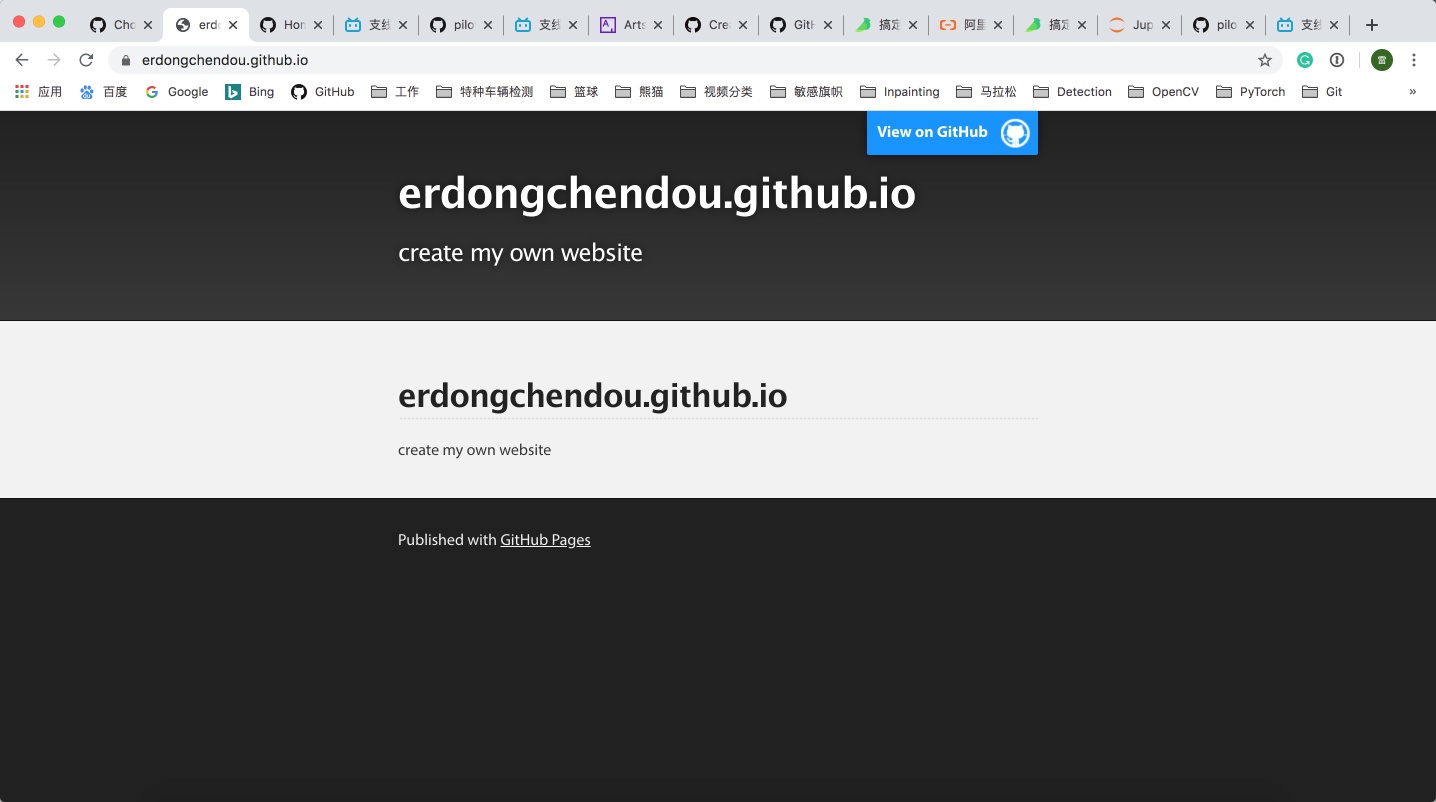 Cho
erdo
Hon
支线
pilo
支线
Arts
Crea
GitH
搞定
阿里
搞定
Jup
pilo
支线
erdongchendou.github.io
雷
应用
百度
Google
Bing
GitHub
工作
特种车辆检测
篮球
熊猫
视频分类
敏感旗帜
Inpainting
马拉松
Detection
OpenCV
PyTorch
Git
»
View on GitHub
erdongchendou.github.io
create my own website
erdongchendou.github.io
create my own website
Published with GitHub Pages